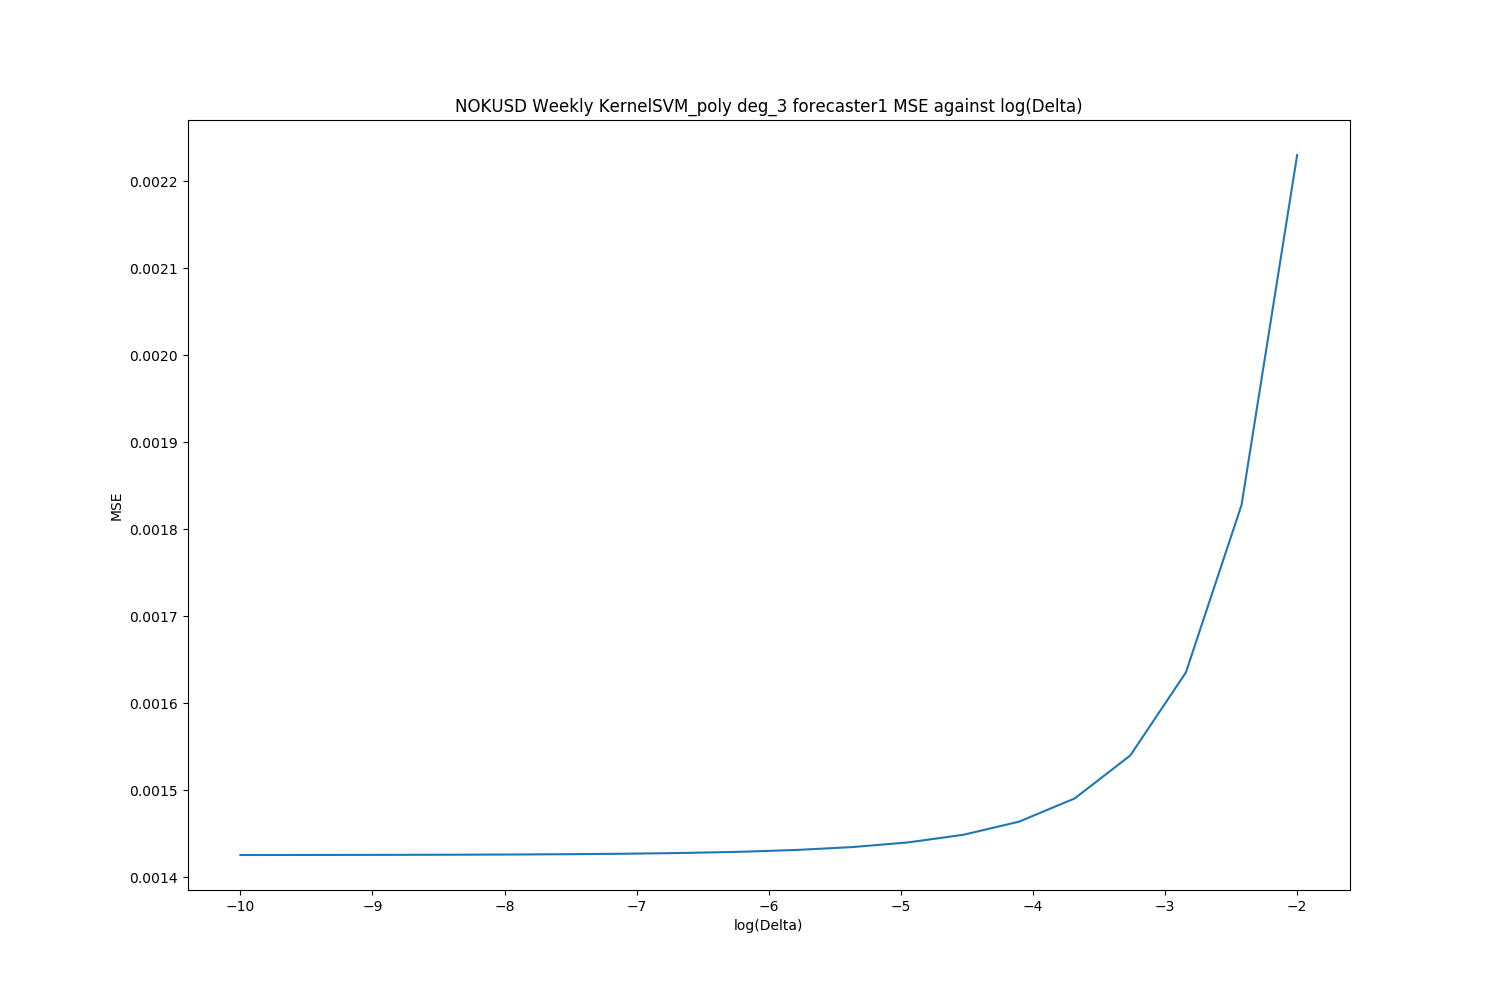 NOKUSD Weekly KernelSVM_poly deg_3 forecaster1 MSE against log(Delta)
0.0022
0.0021
0.0020
0.0019
0.0018
0.0017
0.0016
0.0015
0.0014
MSE
−10 −9 −8 −7 −6 −5 −4 −3 −2
log(Delta)